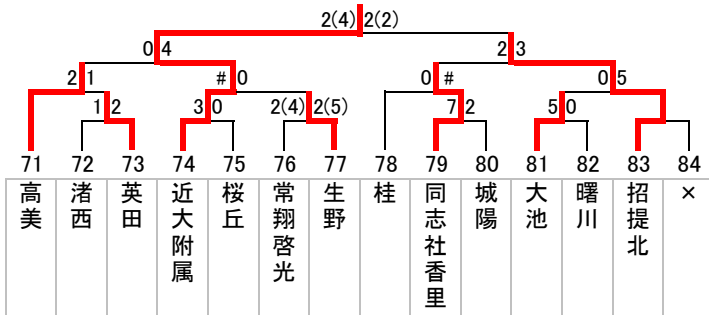 2(4) 2(2)
0 4 2 3
2 1 # 0 0 # 0 5
1 2 3 0 2(4) 2(5) 7 2 5 0
71 72 73 74 75 76 77 78 79 80 81 82 83 84
高美 渚西 英田 近大附属 桜丘 常翔啓光 生野 桂 同志社香里 城陽 大池 曙川 招提北 ×